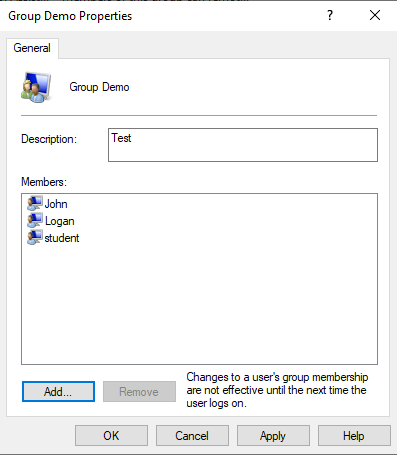 Group Demo Properties
?
General
Group Demo
Description:
Test
Members:
John
Logan
student
Add...
Remove
Changes to a user's group membership
are not effective until the next time the
user logs on.
OK
Cancel
Apply
Help